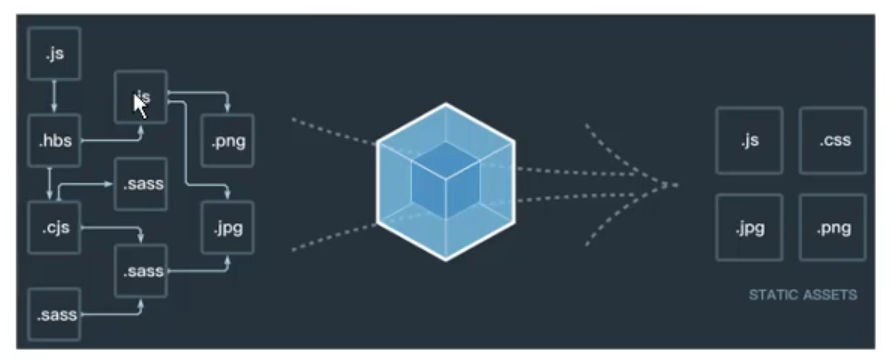 .js
.js
.hbs
.png
.js
.css
.sass
.cjs
.jpg
.jpg
.png
.sass
STATIC ASSETS
.sass